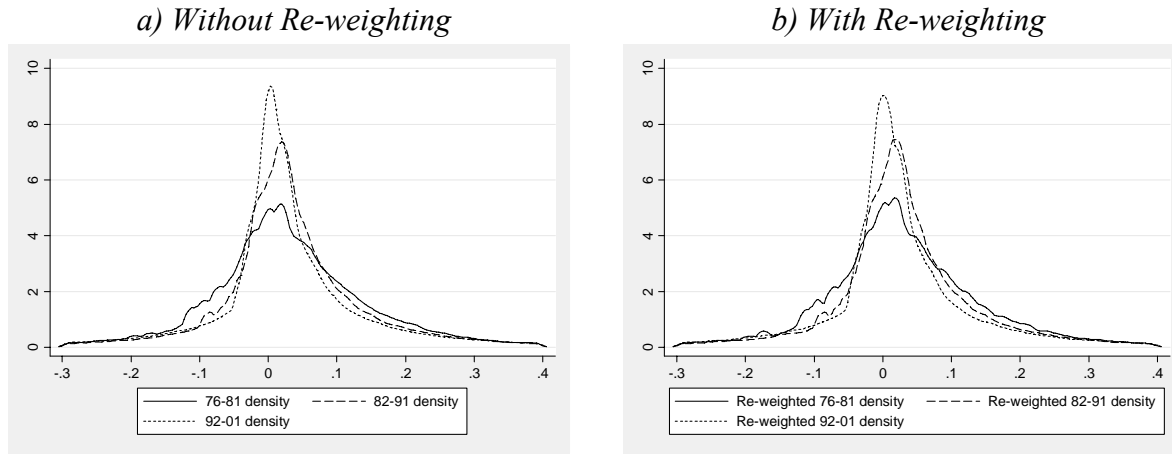 a) Without Re-weighting
10
8
6
4
2
0
-.3 -.2 -.1 0 .1 .2 .3 .4
76-81 density 82-91 density
92-01 density
b) With Re-weighting
10
8
6
4
2
0
-.3 -.2 -.1 0 .1 .2 .3 .4
Re-weighted 76-81 density Re-weighted 82-91 density
Re-weighted 92-01 density